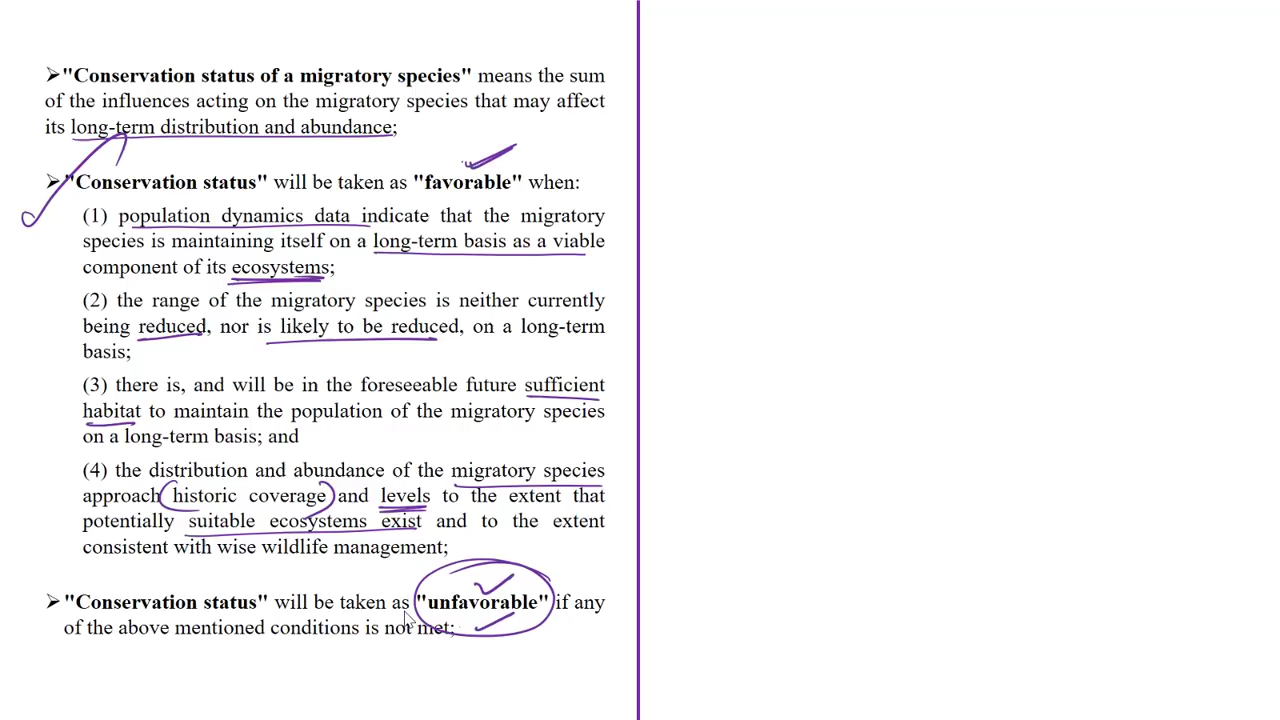 ➢"Conservation status of a migratory species" means the sum
of the influences acting on the migratory species that may affect
its long-term distribution and abundance;
➢"Conservation status" will be taken as "favorable" when:
(1) population dynamics data indicate that the migratory
species is maintaining itself on a long-term basis as a viable
component of its ecosystems;
(2) the range of the migratory species is neither currently
being reduced, nor is likely to be reduced, on a long-term
basis;
(3) there is, and will be in the foreseeable future sufficient
habitat to maintain the population of the migratory species
on a long-term basis; and
(4) the distribution and abundance of the migratory species
approach historic coverage and levels to the extent that
potentially suitable ecosystems exist and to the extent
consistent with wise wildlife management;
➢"Conservation status" will be taken as "unfavorable" if any
of the above mentioned conditions is not met;